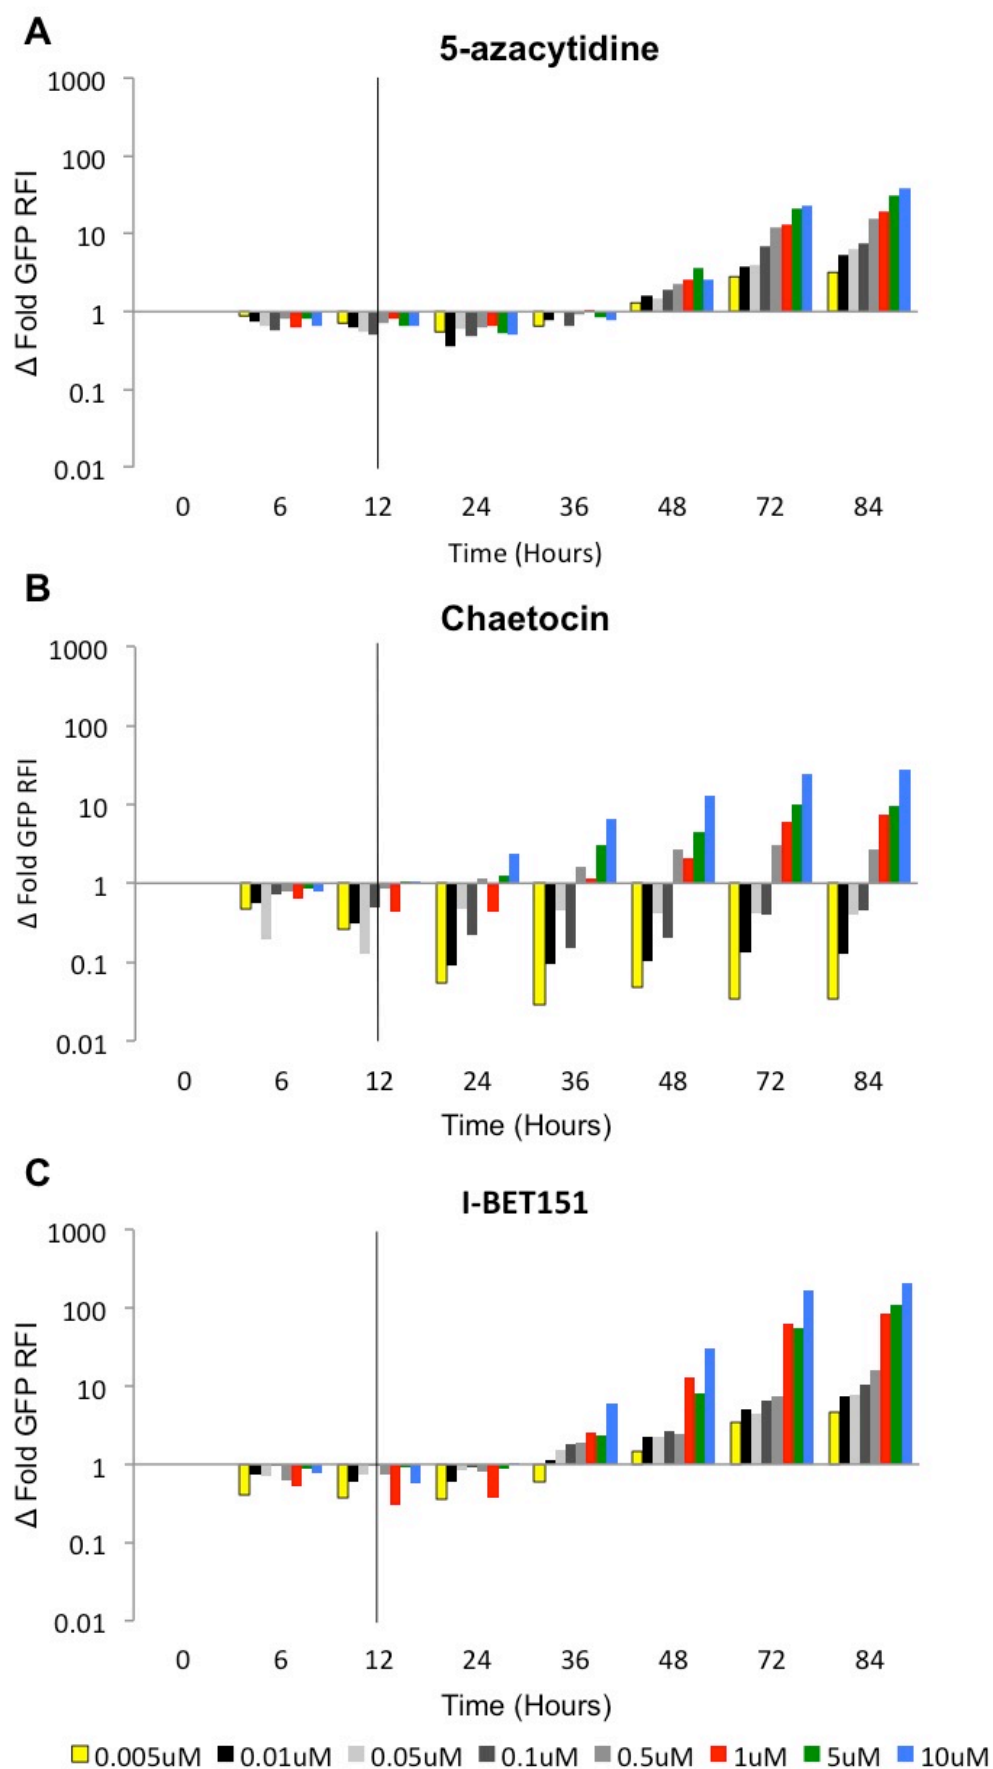 A
5-azacytidine
Δ Fold GFP RFI
1000
100
10
1
0.1
0.01
0 6 12 24 36 48 72 84
Time (Hours)
B
Chaetocin
Δ Fold GFP RFI
1000
100
10
1
0.1
0.01
0 6 12 24 36 48 72 84
Time (Hours)
C
I-BET151
Δ Fold GFP RFI
1000
100
10
1
0.1
0.01
0 6 12 24 36 48 72 84
Time (Hours)
0.005uM 0.01uM 0.05uM 0.1uM 0.5uM 1uM 5uM 10uM